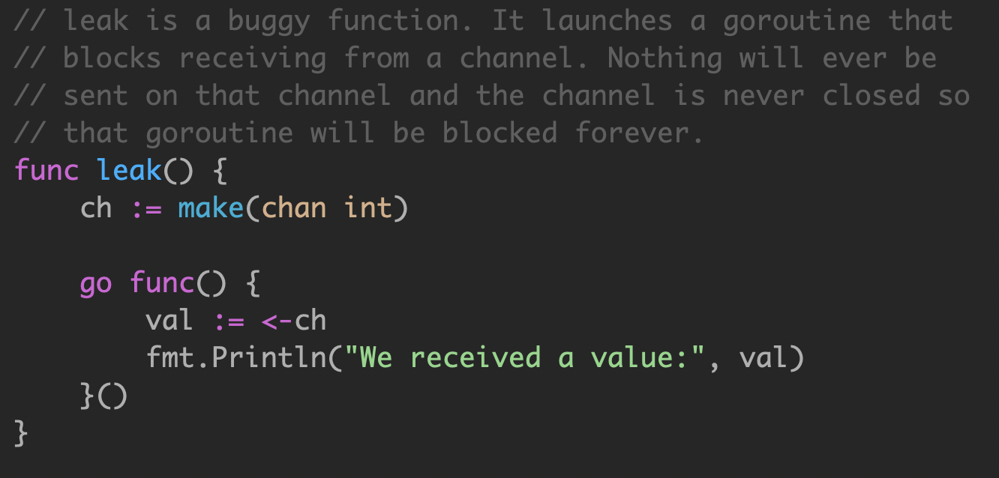 // leak is a buggy function. It launches a goroutine that
// blocks receiving from a channel. Nothing will ever be
// sent on that channel and the channel is never closed so
// that goroutine will be blocked forever.
func leak() {
    ch := make(chan int)

    go func() {
        val := <-ch
        fmt.Println("We received a value:", val)
    }()
}